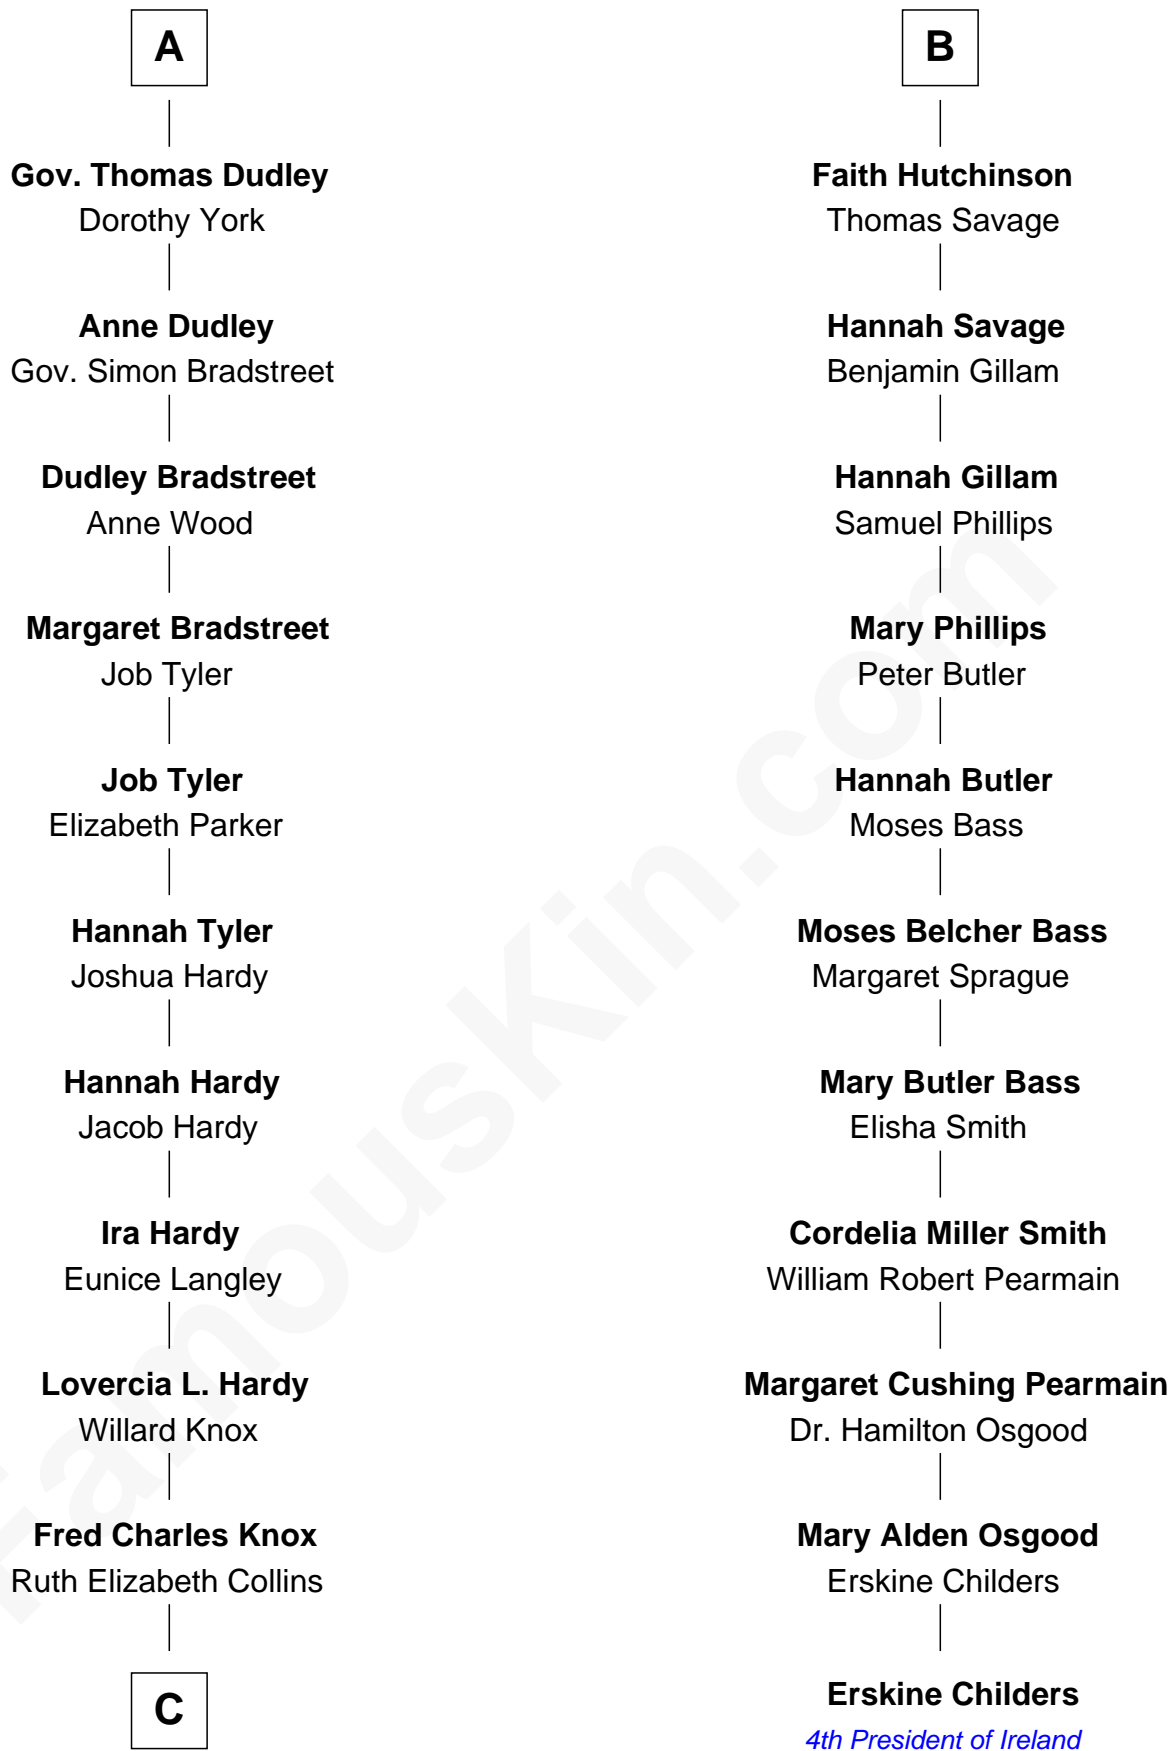 A
Gov. Thomas Dudley
Dorothy York
Anne Dudley
Gov. Simon Bradstreet
Dudley Bradstreet
Anne Wood
Margaret Bradstreet
Job Tyler
Job Tyler
Elizabeth Parker
Hannah Tyler
Joshua Hardy
Hannah Hardy
Jacob Hardy
Ira Hardy
Eunice Langley
Lovercia L. Hardy
Willard Knox
Fred Charles Knox
Ruth Elizabeth Collins
C
B
Faith Hutchinson
Thomas Savage
Hannah Savage
Benjamin Gillam
Hannah Gillam
Samuel Phillips
Mary Phillips
Peter Butler
Hannah Butler
Moses Bass
Moses Belcher Bass
Margaret Sprague
Mary Butler Bass
Elisha Smith
Cordelia Miller Smith
William Robert Pearmain
Margaret Cushing Pearmain
Dr. Hamilton Osgood
Mary Alden Osgood
Erskine Childers
Erskine Childers
4th President of Ireland
FamousKin.com